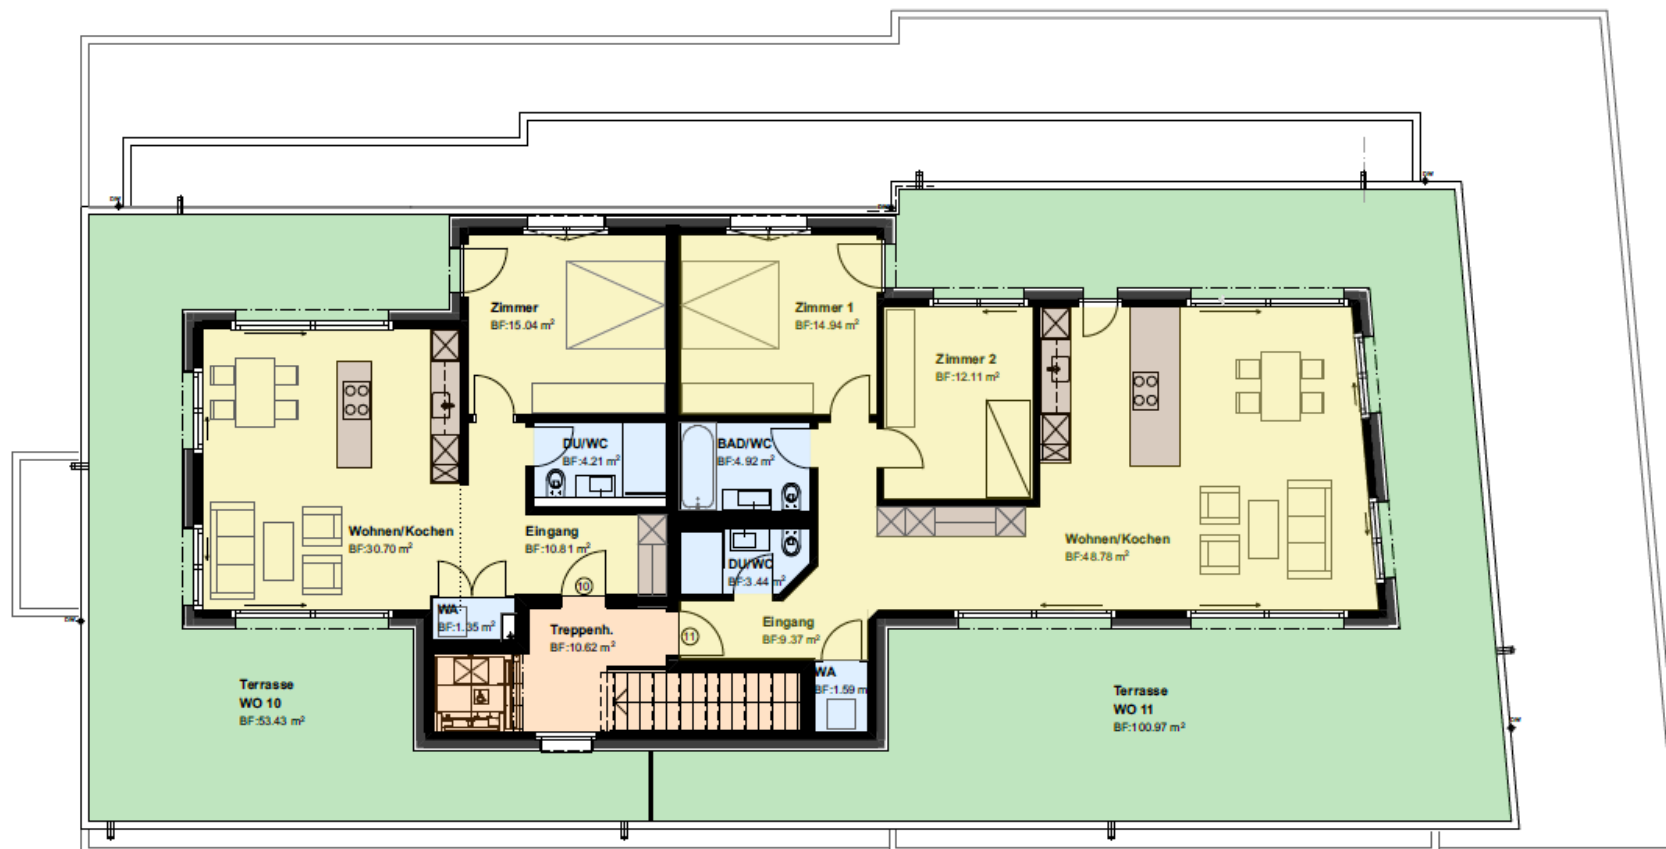 Zimmer
BF:15.04 m²
Zimmer 1
BF:14.94 m²
Zimmer 2
BF:12.11 m²
DU/WC
BF:4.21 m²
BAD/WC
BF:4.92 m²
Wohnen/Kochen
BF:30.70 m²
Eingang
BF:10.81 m²
Wohnen/Kochen
BF:48.78 m²
DU/WC
BF:3.44 m²
10
WA
BF:1.35 m²
Treppenh.
BF:10.62 m²
11
Eingang
BF:9.37 m²
WA
BF:1.59 m
Terrasse
WO 10
BF:53.43 m²
Terrasse
WO 11
BF:100.97 m²